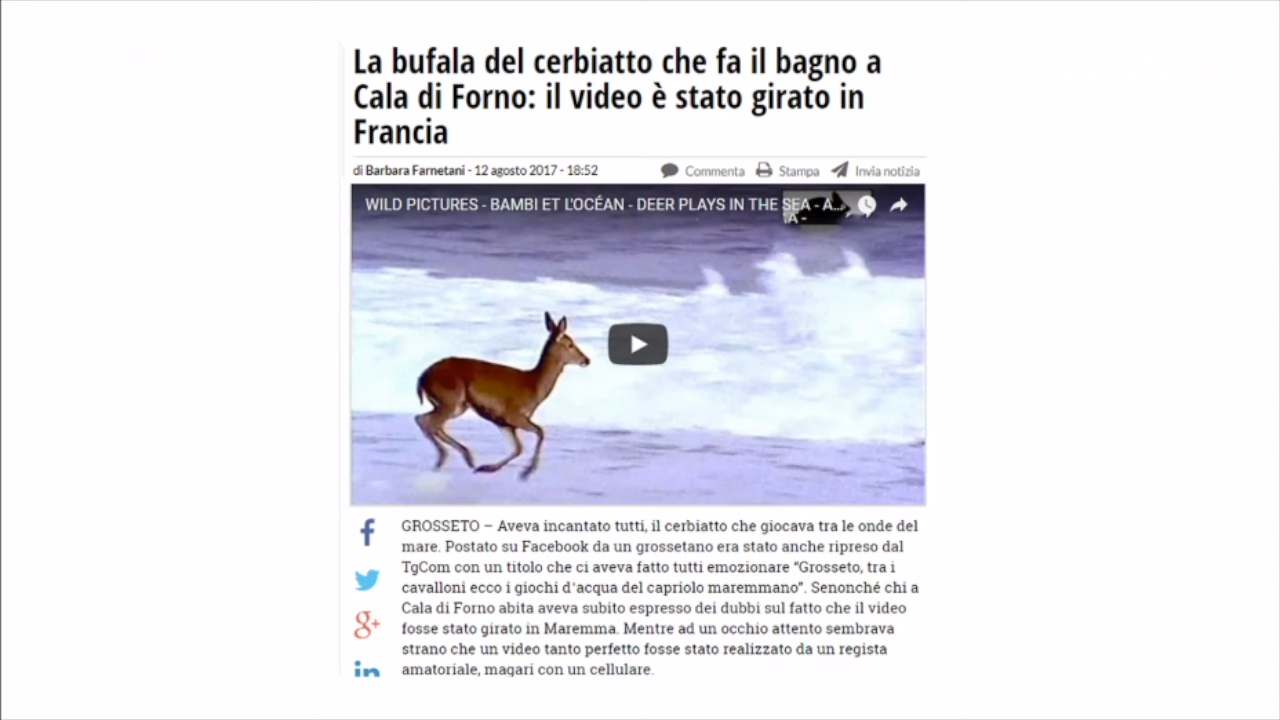 La bufala del cerbiatto che fa il bagno a
Cala di Forno: il video è stato girato in
Francia
di Barbara Farnetani - 12 agosto 2017 - 18:52 Commenta Stampa Invia notizia
WILD PICTURES - BAMBI ET L'OCÉAN - DEER PLAYS IN THE SEA - A...
GROSSETO – Aveva incantato tutti, il cerbiatto che giocava tra le onde del
mare. Postato su Facebook da un grossetano era stato anche ripreso dal
TgCom con un titolo che ci aveva fatto tutti emozionare “Grosseto, tra i
cavalloni ecco i giochi d’acqua del capriolo maremmano”. Senonché chi a
Cala di Forno abita aveva subito espresso dei dubbi sul fatto che il video
fosse stato girato in Maremma. Mentre ad un occhio attento sembrava
strano che un video tanto perfetto fosse stato realizzato da un regista
amatoriale, magari con un cellulare.